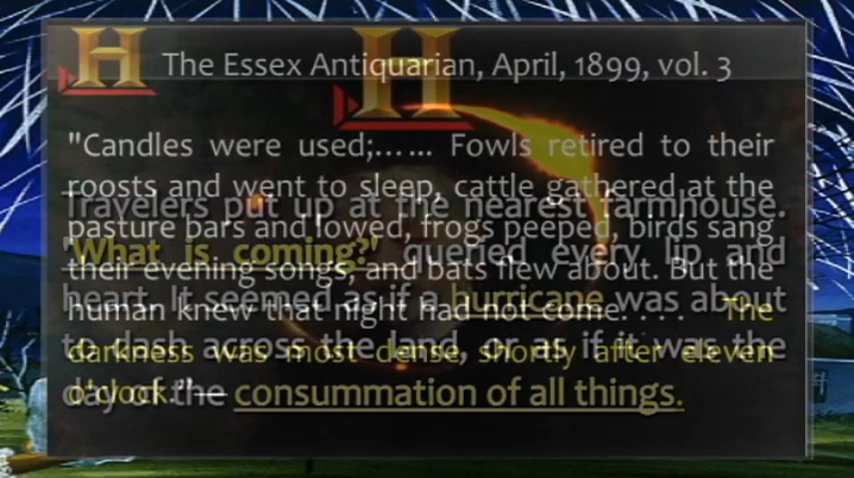 H H
The Essex Antiquarian, April, 1899, vol. 3
"Candles were used;…... Fowls retired to their
roosts and went to sleep, cattle gathered at the
Travelers put up at the nearest farmhouse.
pasture bars and lowed, frogs peeped, birds sang
"What is coming?" queried every lip and
their evening songs, and bats flew about. But the
heart. It seemed as if a hurricane was about
human knew that night had not come. . . . . The
to dash across the land, or as if it was the
darkness was most dense shortly after eleven
day of the consummation of all things.
o'clock."—